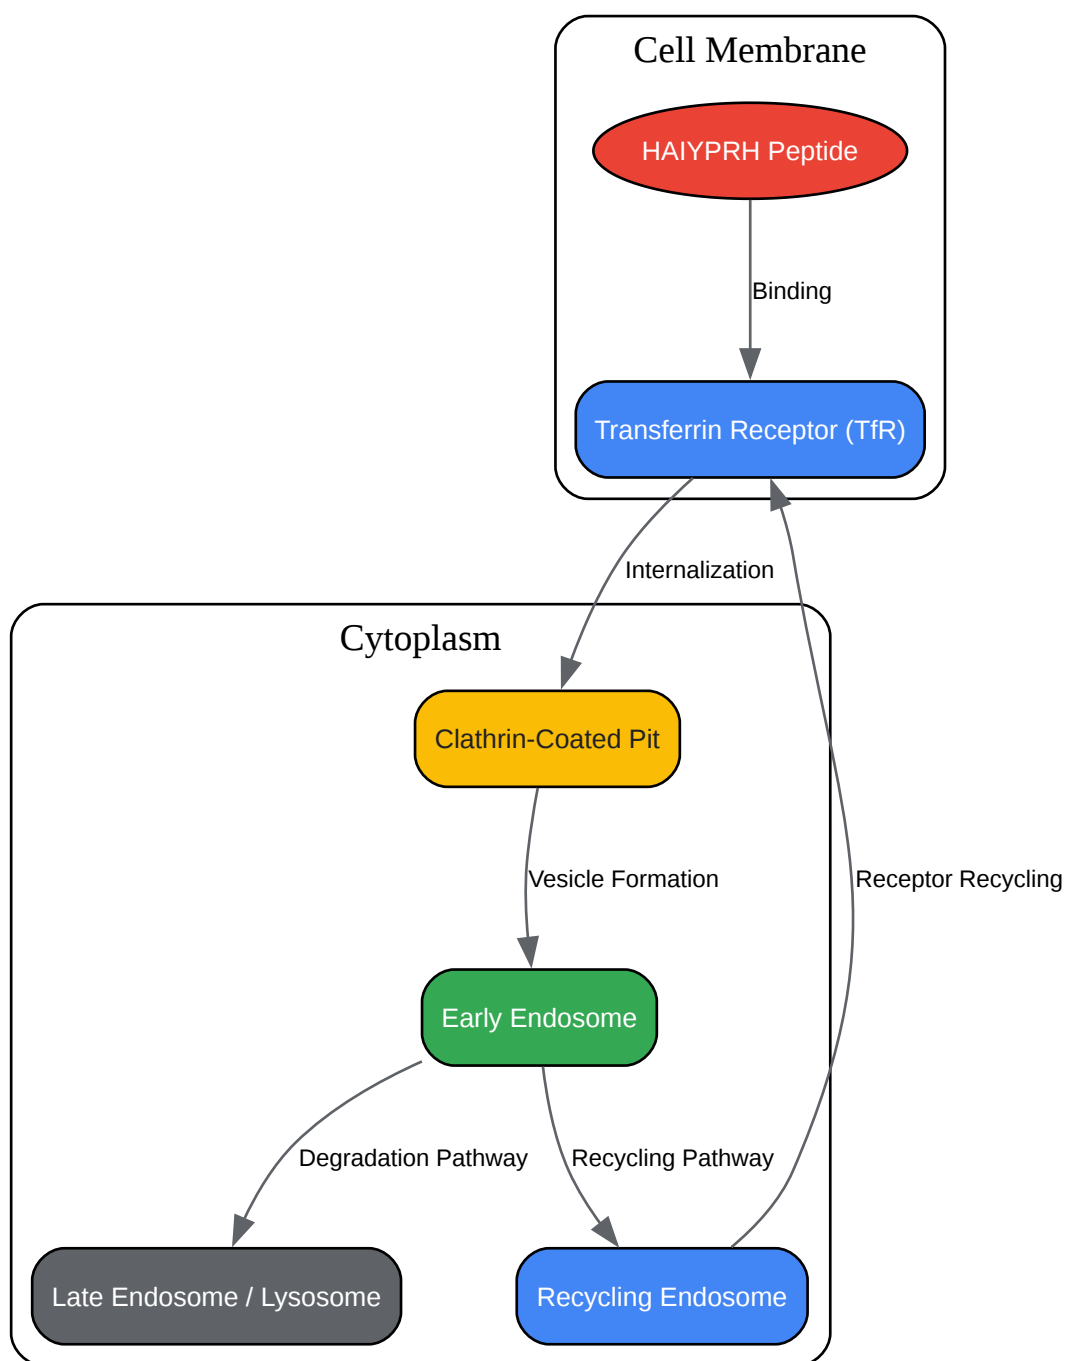 Cell Membrane
HAIYPRH Peptide
Binding
Transferrin Receptor (TfR)
Internalization
Cytoplasm
Clathrin-Coated Pit
Vesicle Formation
Receptor Recycling
Early Endosome
Degradation Pathway
Recycling Pathway
Late Endosome / Lysosome
Recycling Endosome